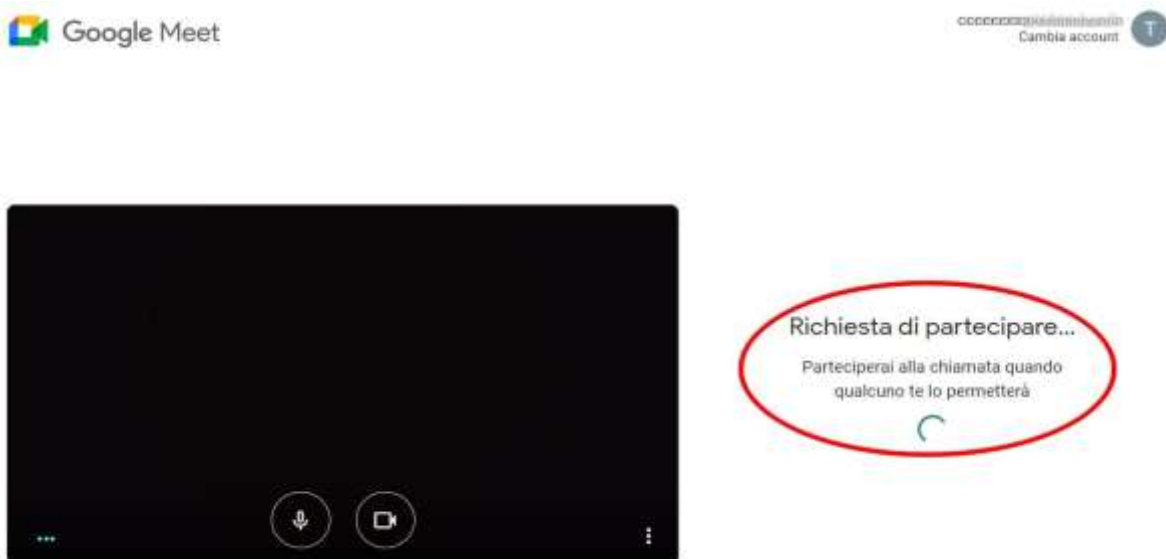 Google Meet
Cambia account
T
Richiesta di partecipare...
Parteciperai alla chiamata quando
qualcuno te lo permetterà